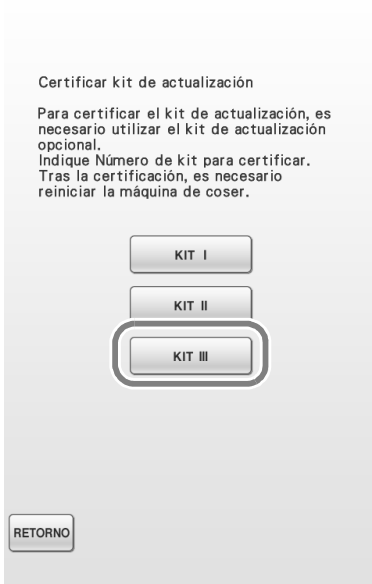 Certificar kit de actualización
Para certificar el kit de actualización, es
necesario utilizar el kit de actualización
opcional.
Indique Número de kit para certificar.
Tras la certificación, es necesario
reiniciar la máquina de coser.
KIT I
KIT II
KIT III
RETORNO